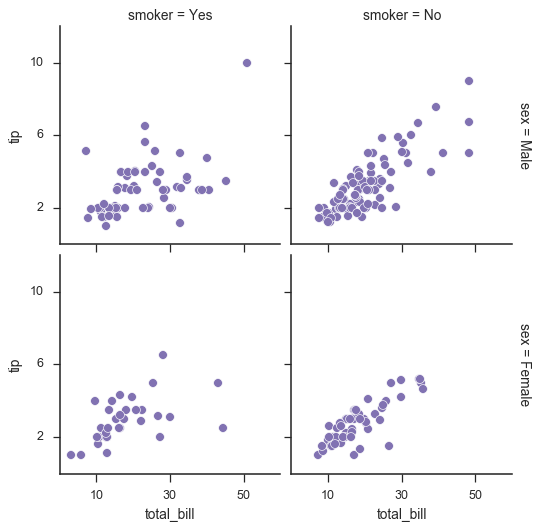 smoker = Yes
smoker = No
10
6
2
tip
sex = Male
10
6
2
tip
sex = Female
10
30
50
10
30
50
total_bill
total_bill